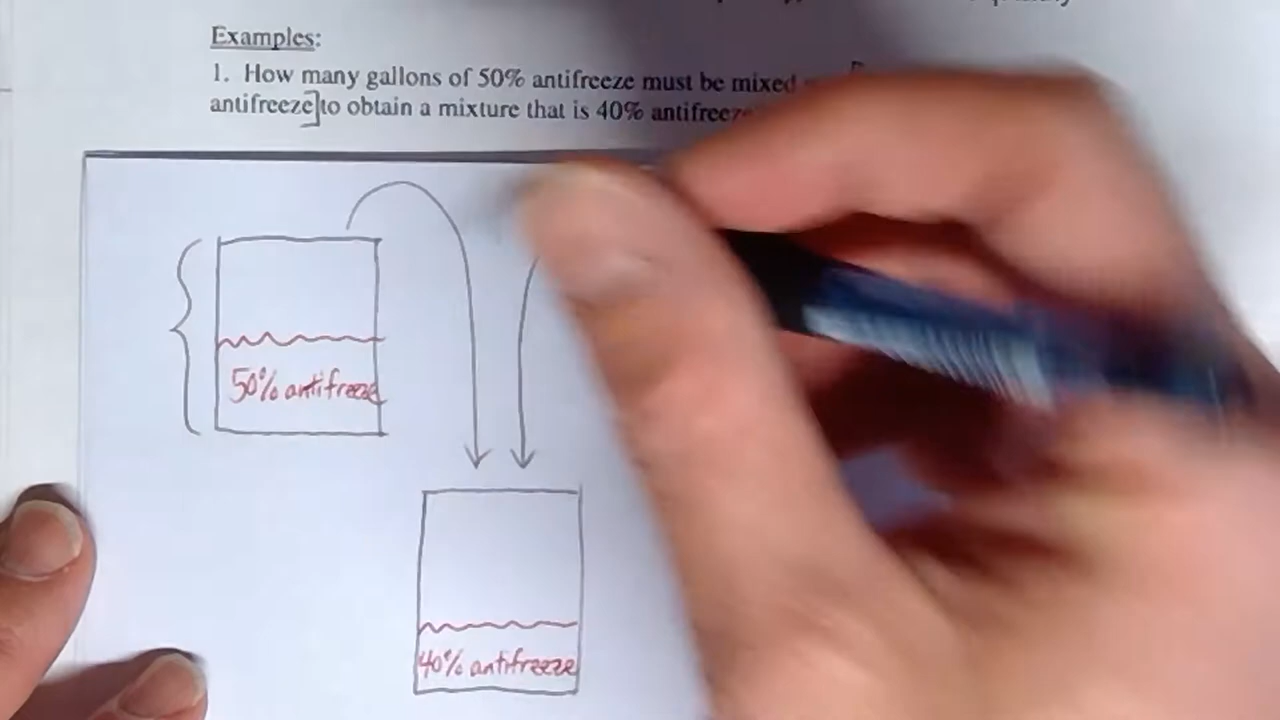 Examples:
1. How many gallons of 50% antifreeze must be mixed
antifreeze]to obtain a mixture that is 40% antifreeze
50% antifreeze
40% antifreeze